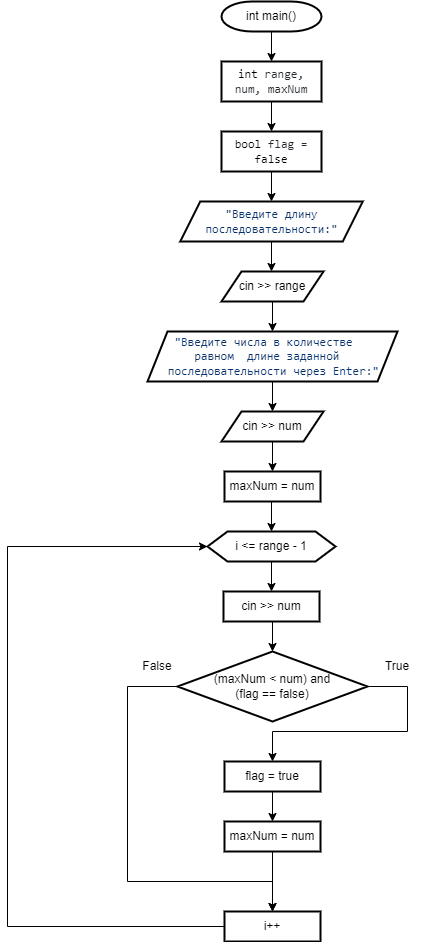 int main()
int range,
num, maxNum
bool flag =
false
"Введите длину
последовательности:"
cin >> range
"Введите числа в количестве
равном  длине заданной
последовательности через Enter:"
cin >> num
maxNum = num
i <= range - 1
cin >> num
False
True
(maxNum < num) and
(flag == false)
flag = true
maxNum = num
i++